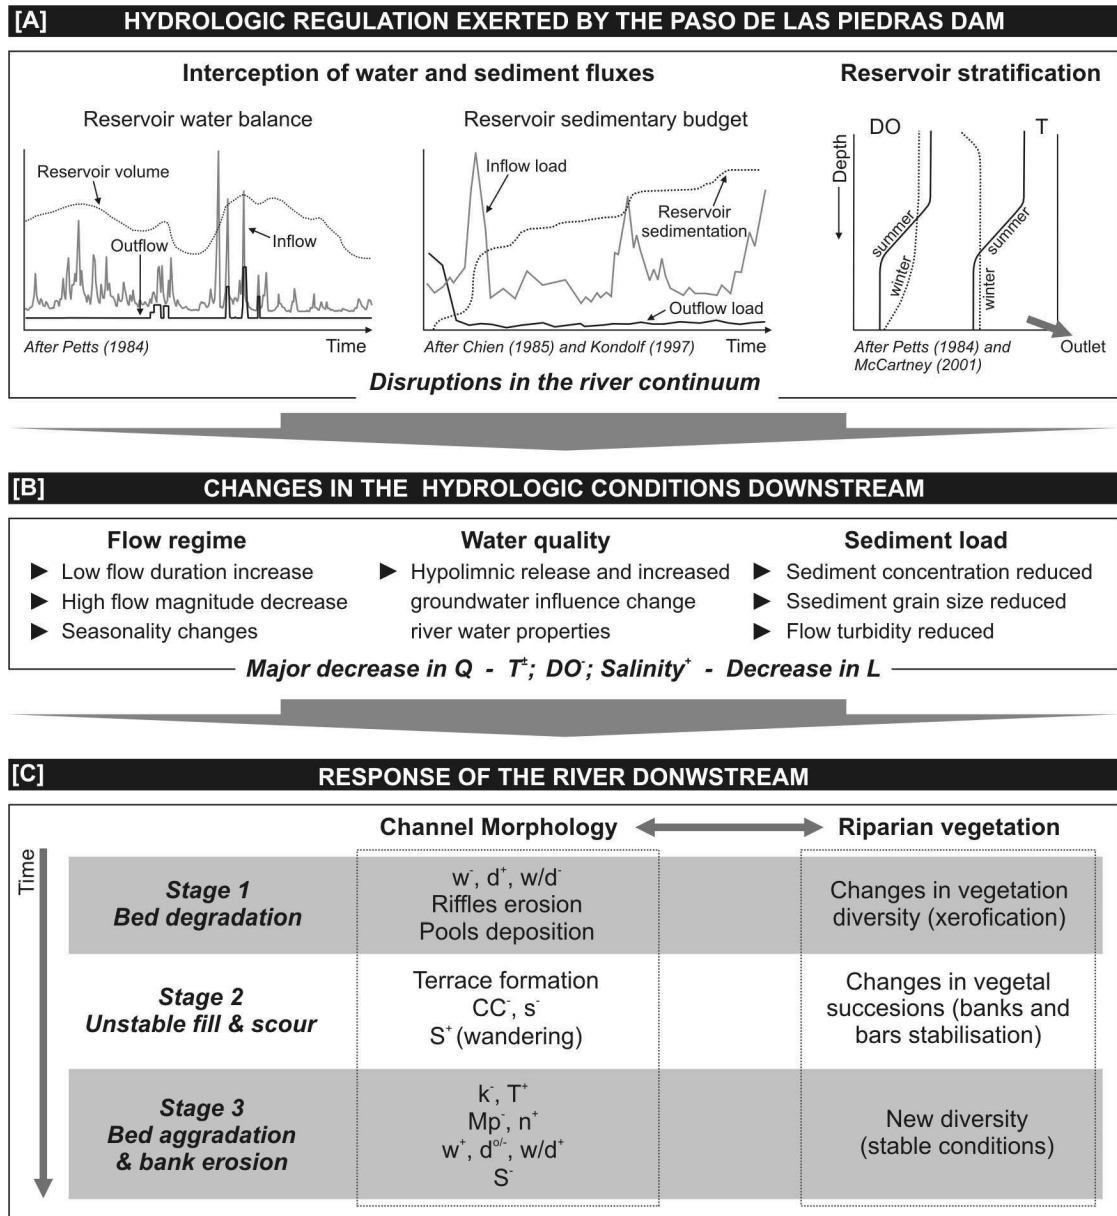 [A] HYDROLOGIC REGULATION EXERTED BY THE PASO DE LAS PIEDRAS DAM
Interception of water and sediment fluxes
Reservoir stratification
Reservoir water balance
Reservoir volume
Outflow
Inflow
After Petts (1984)
Time
Reservoir sedimentary budget
Inflow load
Reservoir
sedimentation
Outflow load
After Chien (1985) and Kondolf (1997)
Time
DO
T
Depth
summer
winter
summer
winter
Outlet
After Petts (1984) and
McCartney (2001)
Disruptions in the river continuum
[B] CHANGES IN THE HYDROLOGIC CONDITIONS DOWNSTREAM
Flow regime
▶ Low flow duration increase
▶ High flow magnitude decrease
▶ Seasonality changes
Water quality
▶ Hypolimnic release and increased
groundwater influence change
river water properties
Sediment load
▶ Sediment concentration reduced
▶ Ssediment grain size reduced
▶ Flow turbidity reduced
Major decrease in Q - T±; DO-; Salinity+ - Decrease in L
[C] RESPONSE OF THE RIVER DONWSTREAM
Channel Morphology
Riparian vegetation
Time
Stage 1
Bed degradation
w-, d+, w/d-
Riffles erosion
Pools deposition
Changes in vegetation
diversity (xerofication)
Stage 2
Unstable fill & scour
Terrace formation
CC-, s-
S+ (wandering)
Changes in vegetal
succesions (banks and
bars stabilisation)
Stage 3
Bed aggradation
& bank erosion
k-, T+
Mp-, n+
w+, do/-, w/d+
S-
New diversity
(stable conditions)